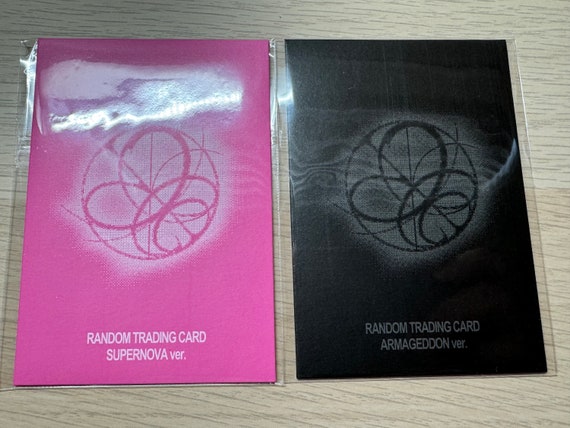 RANDOM TRADING CARD
SUPERNOVA ver.
RANDOM TRADING CARD
ARMAGEDDON ver.